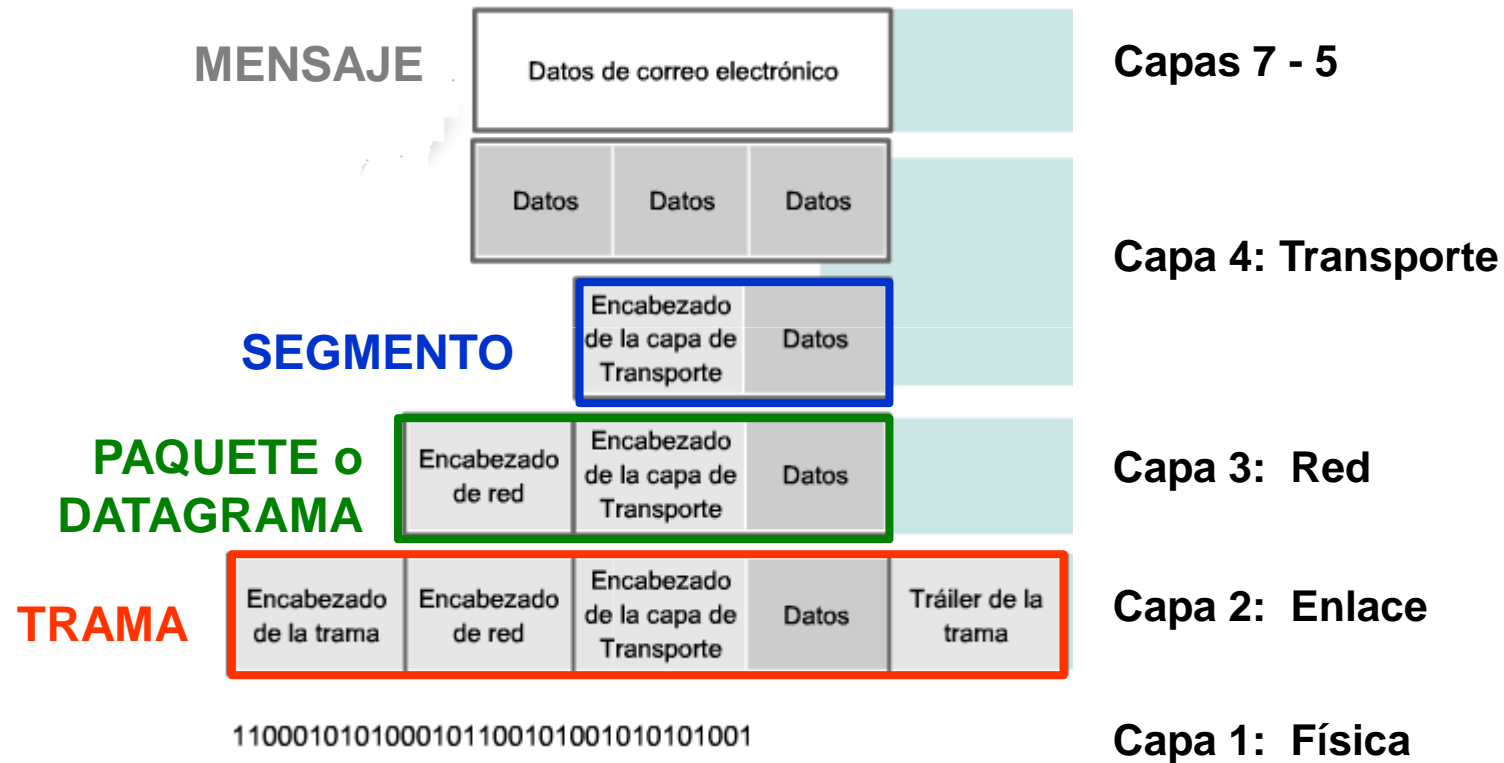 MENSAJE
Datos de correo electrónico
Capas 7 - 5
Datos
Datos
Datos
Capa 4: Transporte
SEGMENTO
Encabezado
de la capa de
Transporte
Datos
PAQUETE o
DATAGRAMA
Encabezado
de red
Encabezado
de la capa de
Transporte
Datos
Capa 3: Red
TRAMA
Encabezado
de la trama
Encabezado
de red
Encabezado
de la capa de
Transporte
Datos
Tráiler de la
trama
Capa 2: Enlace
1100010101000101100101001010101001
Capa 1: Física